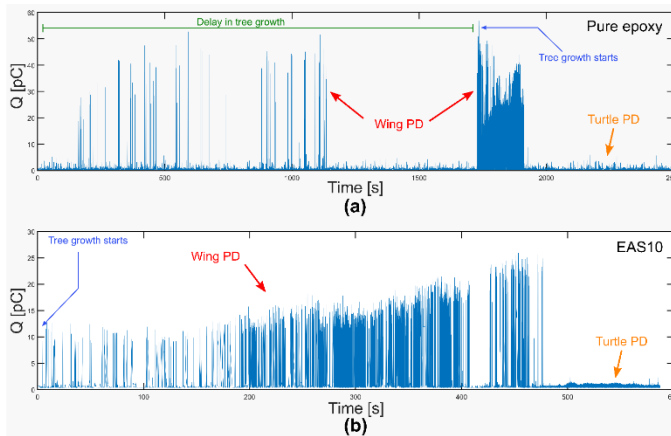 60
Delay in tree growth
Pure epoxy
50
Tree growth starts
40
Q [pC]
30
Wing PD
20
Turtle PD
10
0
0 500 1000 1500 2000
Time [s]
(a)
30
Tree growth starts
EAS10
25
Wing PD
20
Q [pC]
15
10
Turtle PD
5
0
0 100 200 300 400 500
Time [s]
(b)